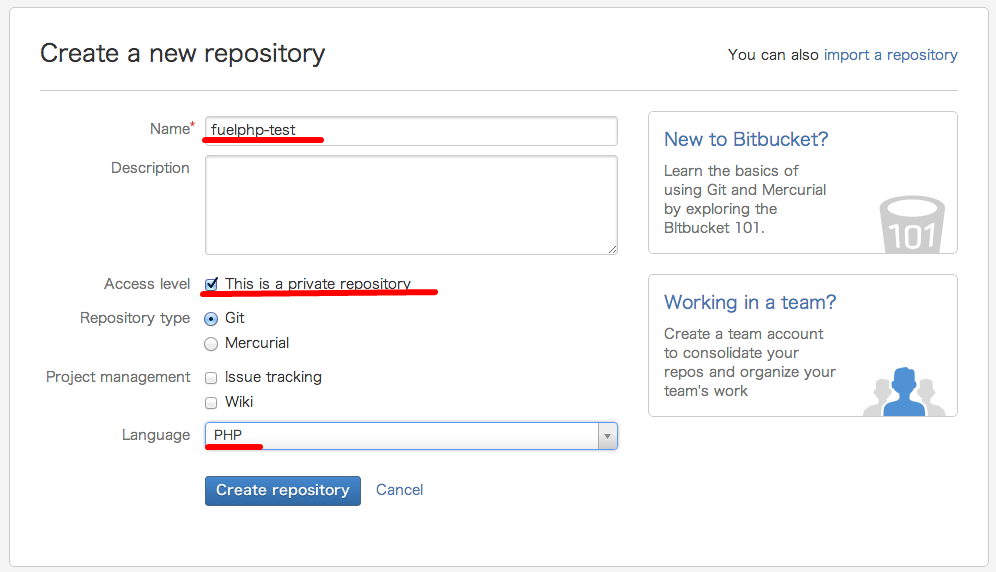 Create a new repository
You can also import a repository
Name*
fuelphp-test
Description
Access level
This is a private repository
Repository type
Git
Mercurial
Project management
Issue tracking
Wiki
Language
PHP
Create repository
Cancel
New to Bitbucket?
Learn the basics of
using Git and Mercurial
by exploring the
Bitbucket 101.
101
Working in a team?
Create a team account
to consolidate your
repos and organize your
team's work